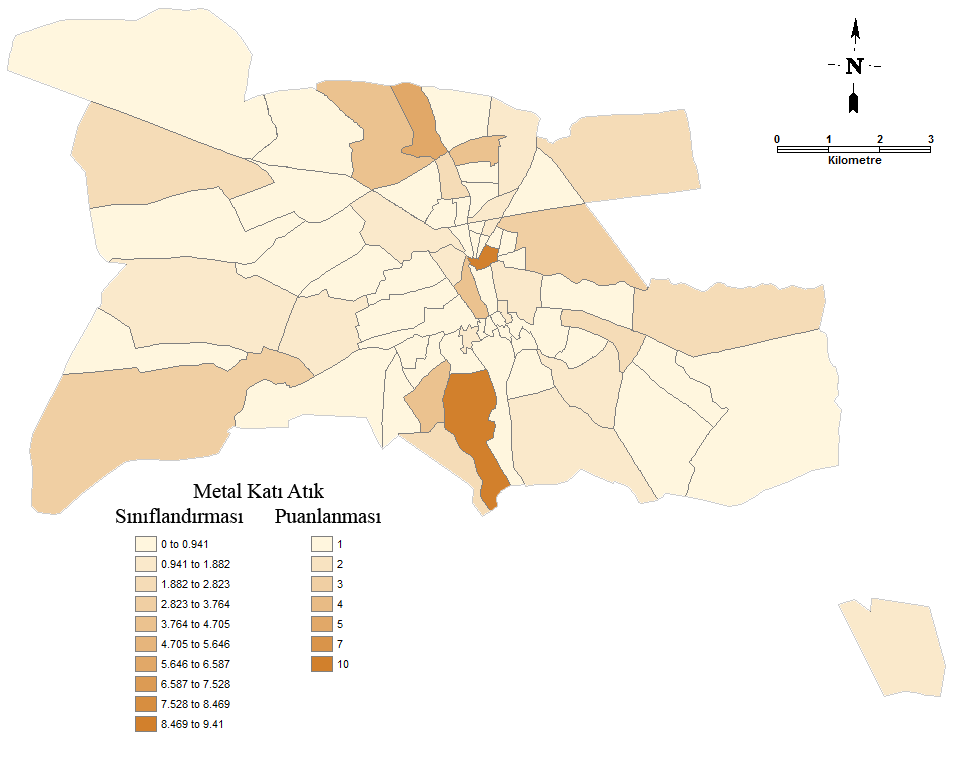 N
0 1 2 3
Kilometre
Metal Katı Atık
Sınıflandırması Puanlanması
0 to 0.941 1
0.941 to 1.882 2
1.882 to 2.823 3
2.823 to 3.764 4
3.764 to 4.705 5
4.705 to 5.646 7
5.646 to 6.587 10
6.587 to 7.528
7.528 to 8.469
8.469 to 9.41